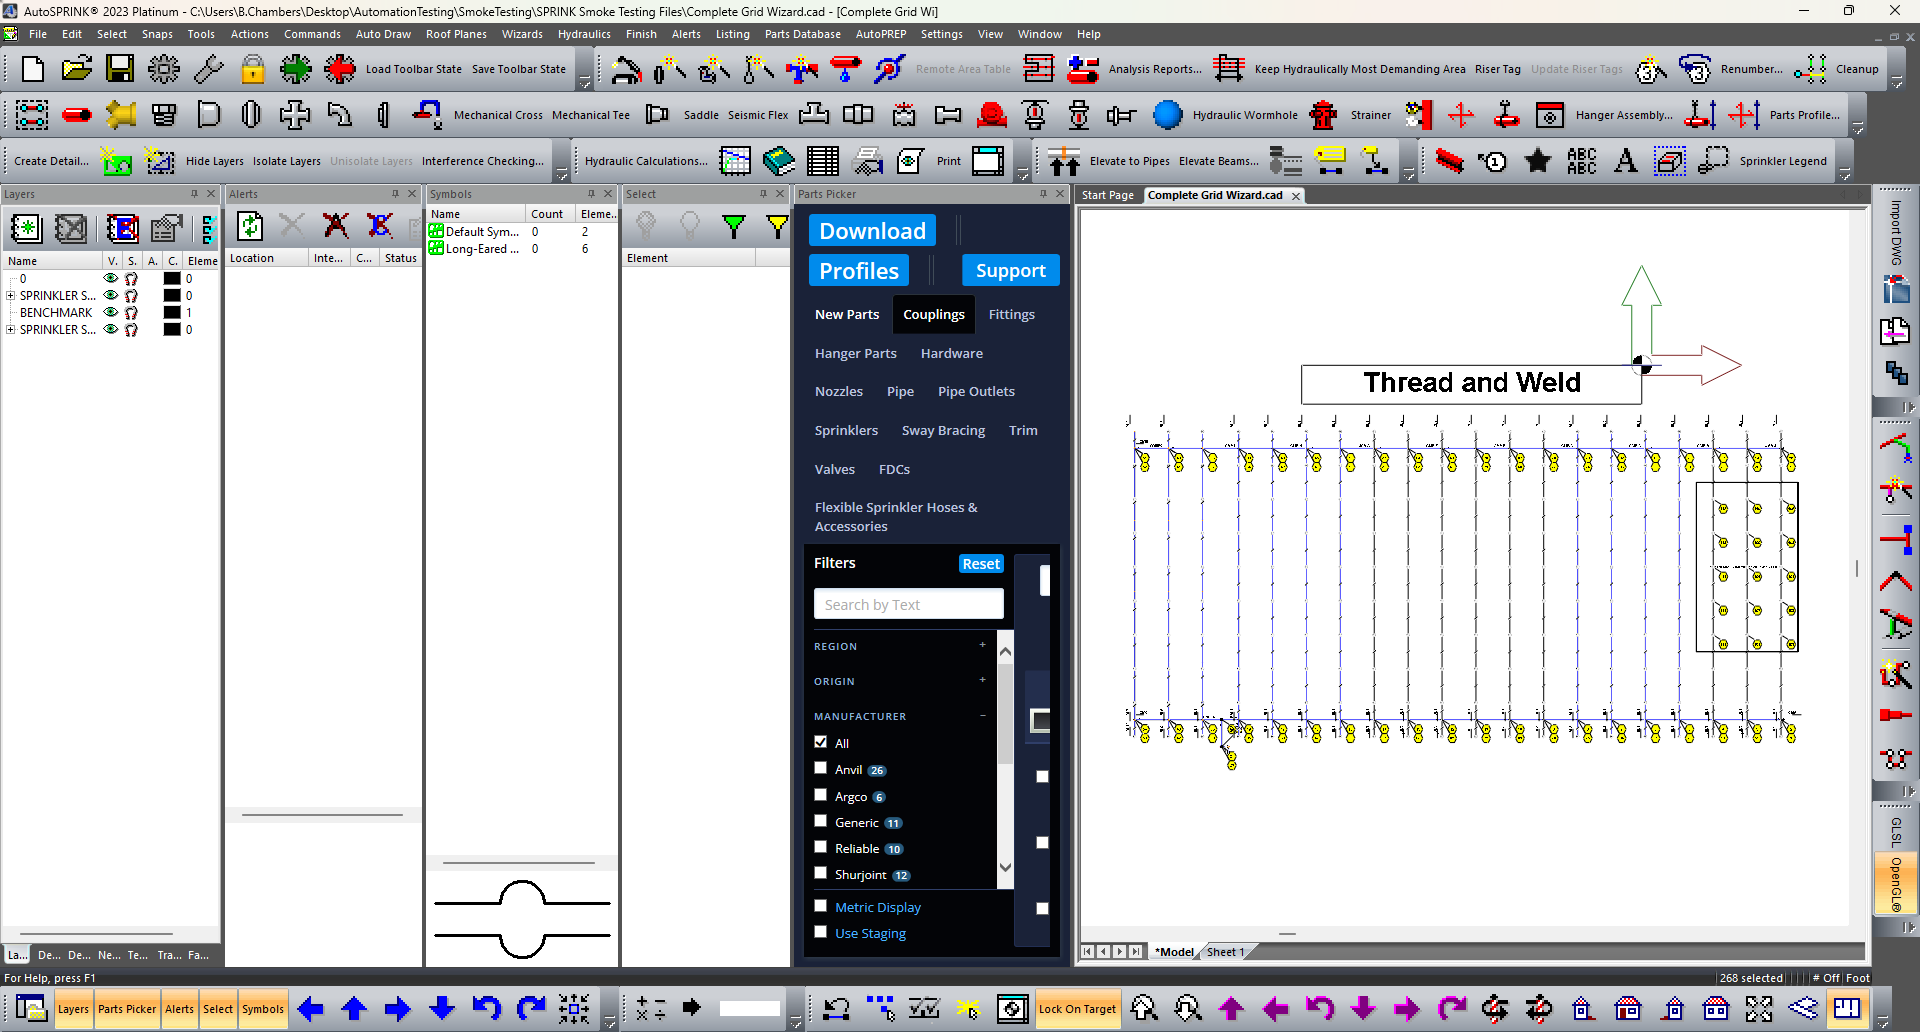 AutoSPRINK® 2023 Platinum - C:\Users\B.Chambers\Desktop\AutomationTesting\SmokeTesting\SPRINK Smoke Testing Files\Complete Grid Wizard.cad - [Complete Grid Wi]
File Edit Select Snaps Tools Actions Commands Auto Draw Roof Planes Wizards Hydraulics Finish Alerts Listing Parts Database AutoPREP Settings View Window Help
Load Toolbar State Save Toolbar State Remote Area Table Analysis Reports... Keep Hydraulically Most Demanding Area Riser Tag Update Riser Tags Renumber... Cleanup
Mechanical Cross Mechanical Tee Saddle Seismic Flex Hydraulic Wormhole Strainer Hanger Assembly... Parts Profile...
Create Detail... Hide Layers Isolate Layers Unisolate Layers Interference Checking... Hydraulic Calculations... Print Elevate to Pipes Elevate Beams... ABC ABC A Sprinkler Legend
Layers
Name V. S. A. C. Eleme
0 0
SPRINKLER S... 0
BENCHMARK 1
SPRINKLER S... 0
La... De... De... Ne... Te... Tra... Fa...
Alerts
Location Inte... C... Status
Symbols
Name Count Eleme..
Default Sym... 0 2
Long-Eared ... 0 6
Select
Element
Parts Picker
Download
Profiles Support
New Parts Couplings Fittings
Hanger Parts Hardware
Nozzles Pipe Pipe Outlets
Sprinklers Sway Bracing Trim
Valves FDCs
Flexible Sprinkler Hoses &
Accessories
Filters Reset
Search by Text
REGION +
ORIGIN +
MANUFACTURER −
All
Anvil 26
Argco 6
Generic 11
Reliable 10
Shurjoint 12
Metric Display
Use Staging
Start Page Complete Grid Wizard.cad
Thread and Weld
*Model Sheet 1
Import DWG
GLSL
OpenGL®
For Help, press F1 268 selected # Off Foot
Layers Parts Picker Alerts Select Symbols Lock On Target